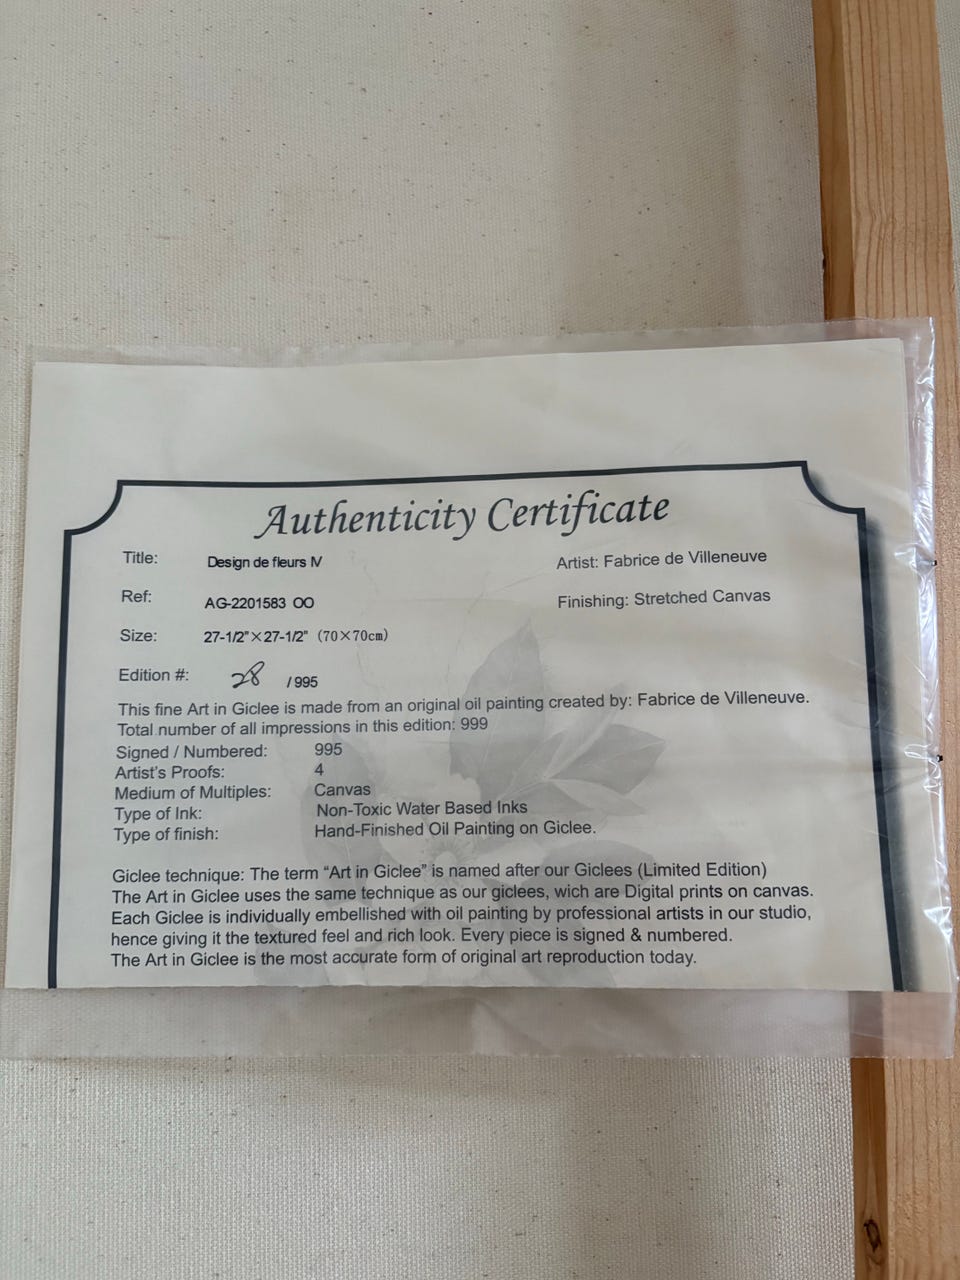 Authenticity Certificate
Title: Design de fleurs IV Artist: Fabrice de Villeneuve
Ref: AG-2201583 OO Finishing: Stretched Canvas
Size: 27-1/2"×27-1/2" (70×70cm)
Edition #: 28 / 995
This fine Art in Giclee is made from an original oil painting created by: Fabrice de Villeneuve.
Total number of all impressions in this edition: 999
Signed / Numbered: 995
Artist's Proofs: 4
Medium of Multiples: Canvas
Type of Ink: Non-Toxic Water Based Inks
Type of finish: Hand-Finished Oil Painting on Giclee.
Giclee technique: The term “Art in Giclee” is named after our Giclees (Limited Edition)
The Art in Giclee uses the same technique as our giclees, wich are Digital prints on canvas.
Each Giclee is individually embellished with oil painting by professional artists in our studio,
hence giving it the textured feel and rich look. Every piece is signed & numbered.
The Art in Giclee is the most accurate form of original art reproduction today.